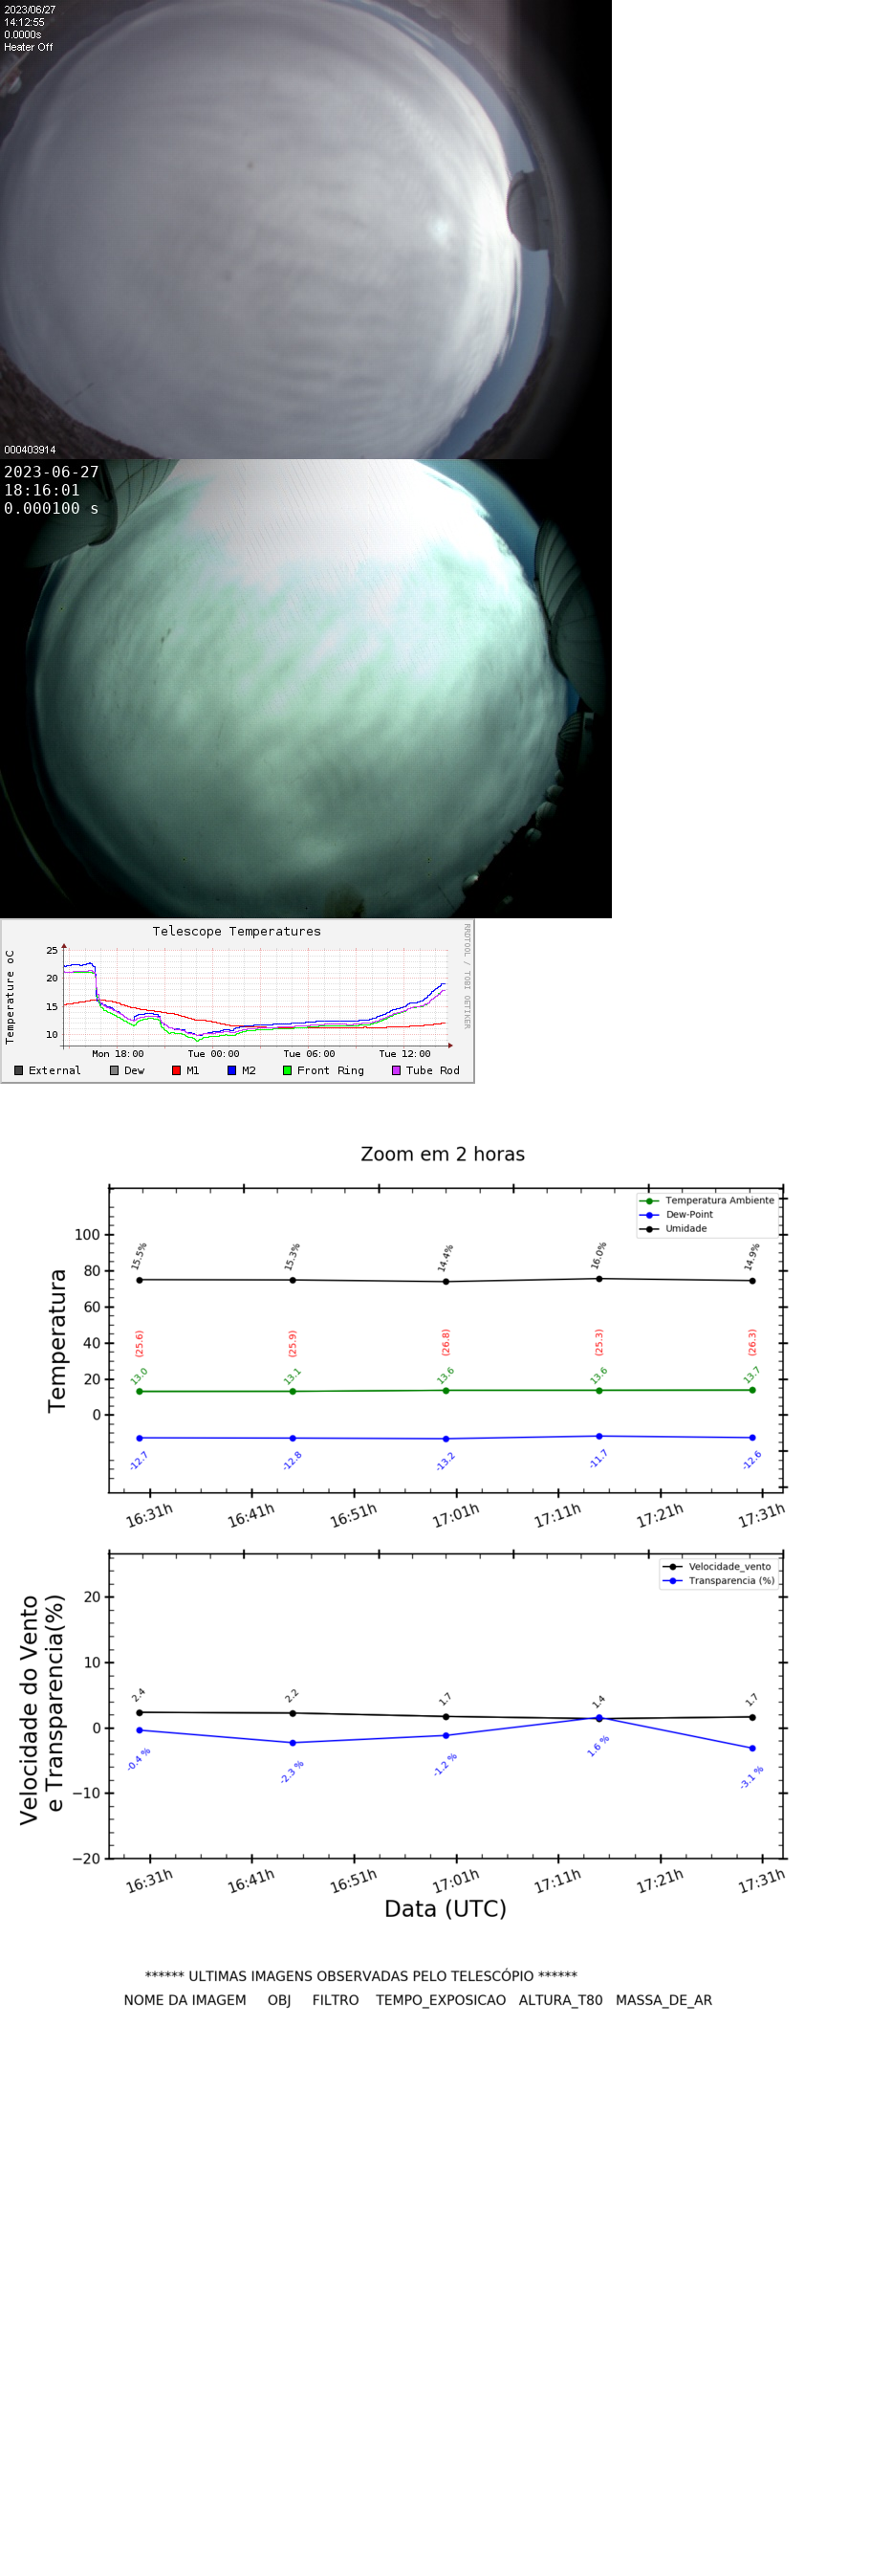 2023/06/27
14:12:55
0.0000s
Heater Off
000403914
2023-06-27
18:16:01
0.000100 s
Telescope Temperatures
RRDTOOL / TOBI OETIKER
Temperature oC
25
20
15
10
Mon 18:00 Tue 00:00 Tue 06:00 Tue 12:00
External Dew M1 M2 Front Ring Tube Rod
Zoom em 2 horas
Temperatura
Temperatura Ambiente
Dew-Point
Umidade
100
80
60
40
20
0
15.5% 15.3% 14.4% 16.0% 14.9%
(25.6) (25.9) (26.8) (25.3) (26.3)
13.0 13.1 13.6 13.6 13.7
-12.7 -12.8 -13.2 -11.7 -12.6
16:31h 16:41h 16:51h 17:01h 17:11h 17:21h 17:31h
Velocidade do Vento
e Transparencia(%)
Velocidade_vento
Transparencia (%)
20
10
0
−10
−20
2.4 2.2 1.7 1.4 1.7
-0.4 % -2.3 % -1.2 % 1.6 % -3.1 %
16:31h 16:41h 16:51h 17:01h 17:11h 17:21h 17:31h
Data (UTC)
****** ULTIMAS IMAGENS OBSERVADAS PELO TELESCÓPIO ******
NOME DA IMAGEM OBJ FILTRO TEMPO_EXPOSICAO ALTURA_T80 MASSA_DE_AR